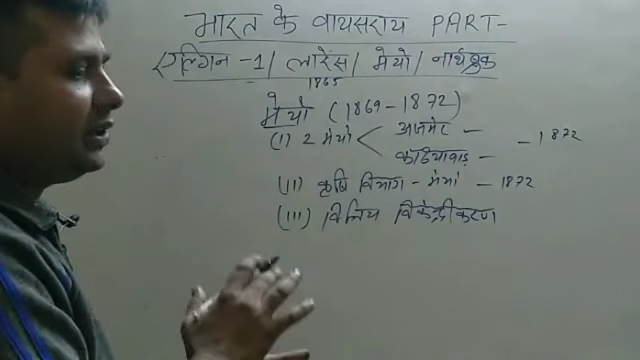 भारत के वायसराय PART-
एल्गिन -1/ लारेंस/ मेयो/ नार्थब्रुक
1865
मेयो (1869-1872)
(I) 2 मेयो < अजमेर -
काठियावाड़ - - 1872
(II) कृषि विभाग - मेयो - 1872
(III) वित्तिय विकेंद्रीकरण